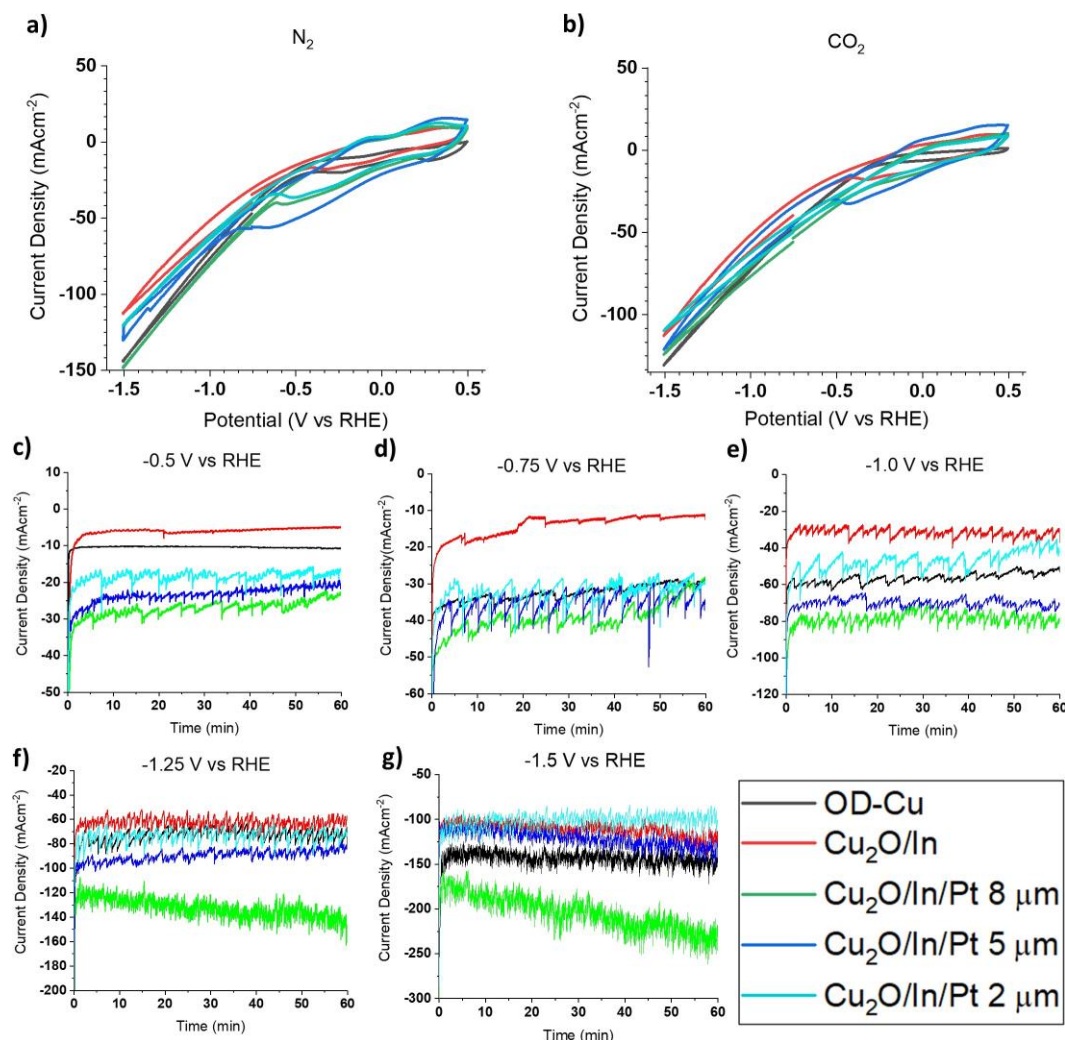 a)
N₂
Current Density (mAcm⁻²)
50
0
-50
-100
-150
-1.5 -1.0 -0.5 0.0 0.5
Potential (V vs RHE)
b)
CO₂
Current Density (mAcm⁻²)
50
0
-50
-100
-1.5 -1.0 -0.5 0.0 0.5
Potential (V vs RHE)
c)
-0.5 V vs RHE
Current Density (mAcm⁻²)
10
0
-10
-20
-30
-40
-50
0 10 20 30 40 50 60
Time (min)
d)
-0.75 V vs RHE
Current Density(mAcm⁻²)
0
-10
-20
-30
-40
-50
-60
0 10 20 30 40 50 60
Time (min)
e)
-1.0 V vs RHE
Current Density (mAcm⁻²)
0
-20
-40
-60
-80
-100
-120
0 10 20 30 40 50 60
Time (min)
f)
-1.25 V vs RHE
Current Density (mAcm⁻²)
-20
-40
-60
-80
-100
-120
-140
-160
-180
-200
0 10 20 30 40 50 60
Time (min)
g)
-1.5 V vs RHE
Current Density (mAcm⁻²)
-50
-100
-150
-200
-250
-300
0 10 20 30 40 50 60
Time (min)
OD-Cu
Cu₂O/In
Cu₂O/In/Pt 8 μm
Cu₂O/In/Pt 5 μm
Cu₂O/In/Pt 2 μm